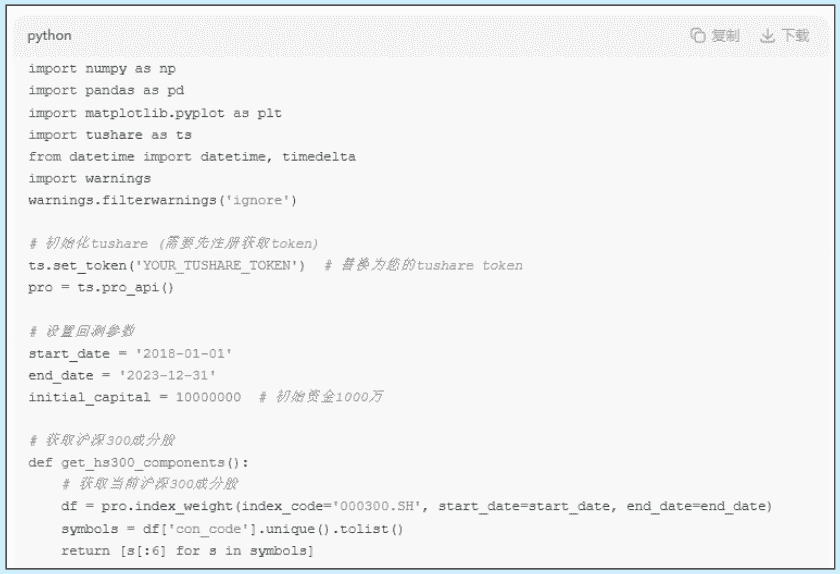 python
复制 下载
import numpy as np
import pandas as pd
import matplotlib.pyplot as plt
import tushare as ts
from datetime import datetime, timedelta
import warnings
warnings.filterwarnings('ignore')
# 初始化tushare (需要先注册获取token)
ts.set_token('YOUR_TUSHARE_TOKEN')  # 替换为您的tushare token
pro = ts.pro_api()
# 设置回测参数
start_date = '2018-01-01'
end_date = '2023-12-31'
initial_capital = 10000000  # 初始资金1000万
# 获取沪深300成分股
def get_hs300_components():
    # 获取当前沪深300成分股
    df = pro.index_weight(index_code='000300.SH', start_date=start_date, end_date=end_date)
    symbols = df['con_code'].unique().tolist()
    return [s[:6] for s in symbols]